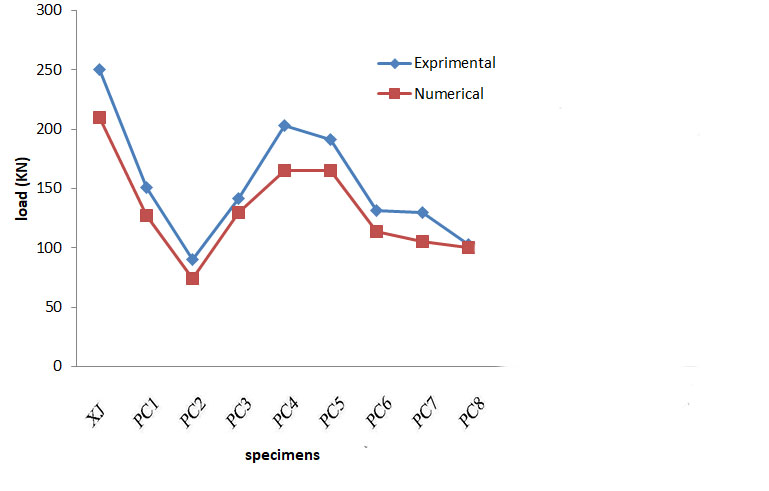 300
250
200
150
100
50
0
load (KN)
Exprimental
Numerical
XJ PC1 PC2 PC3 PC4 PC5 PC6 PC7 PC8
specimens